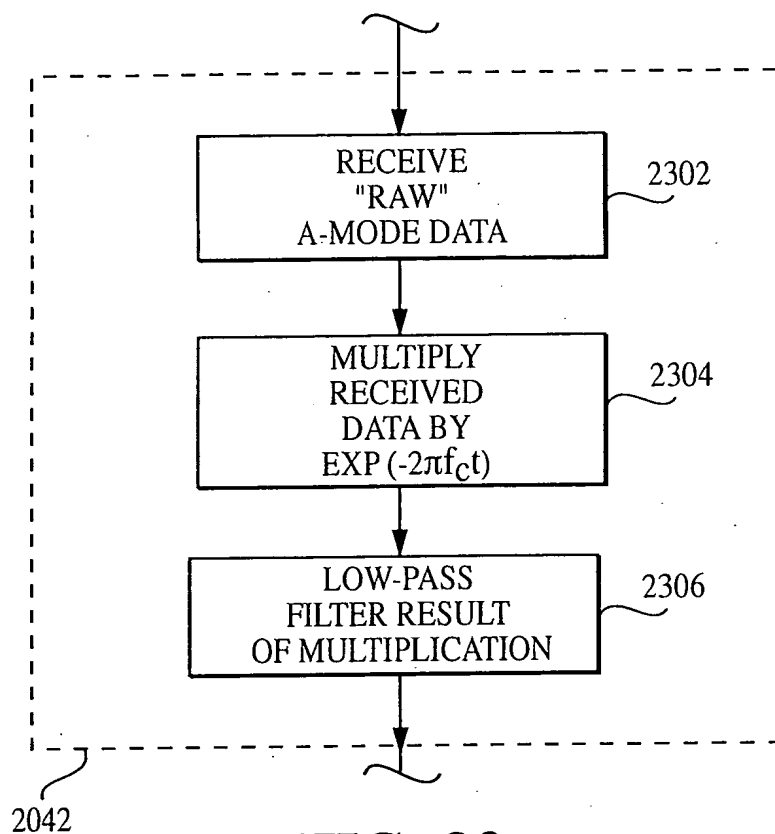 RECEIVE
"RAW"
A-MODE DATA
2302
MULTIPLY
RECEIVED
DATA BY
EXP (-2πf_Ct)
2304
LOW-PASS
FILTER RESULT
OF MULTIPLICATION
2306
2042